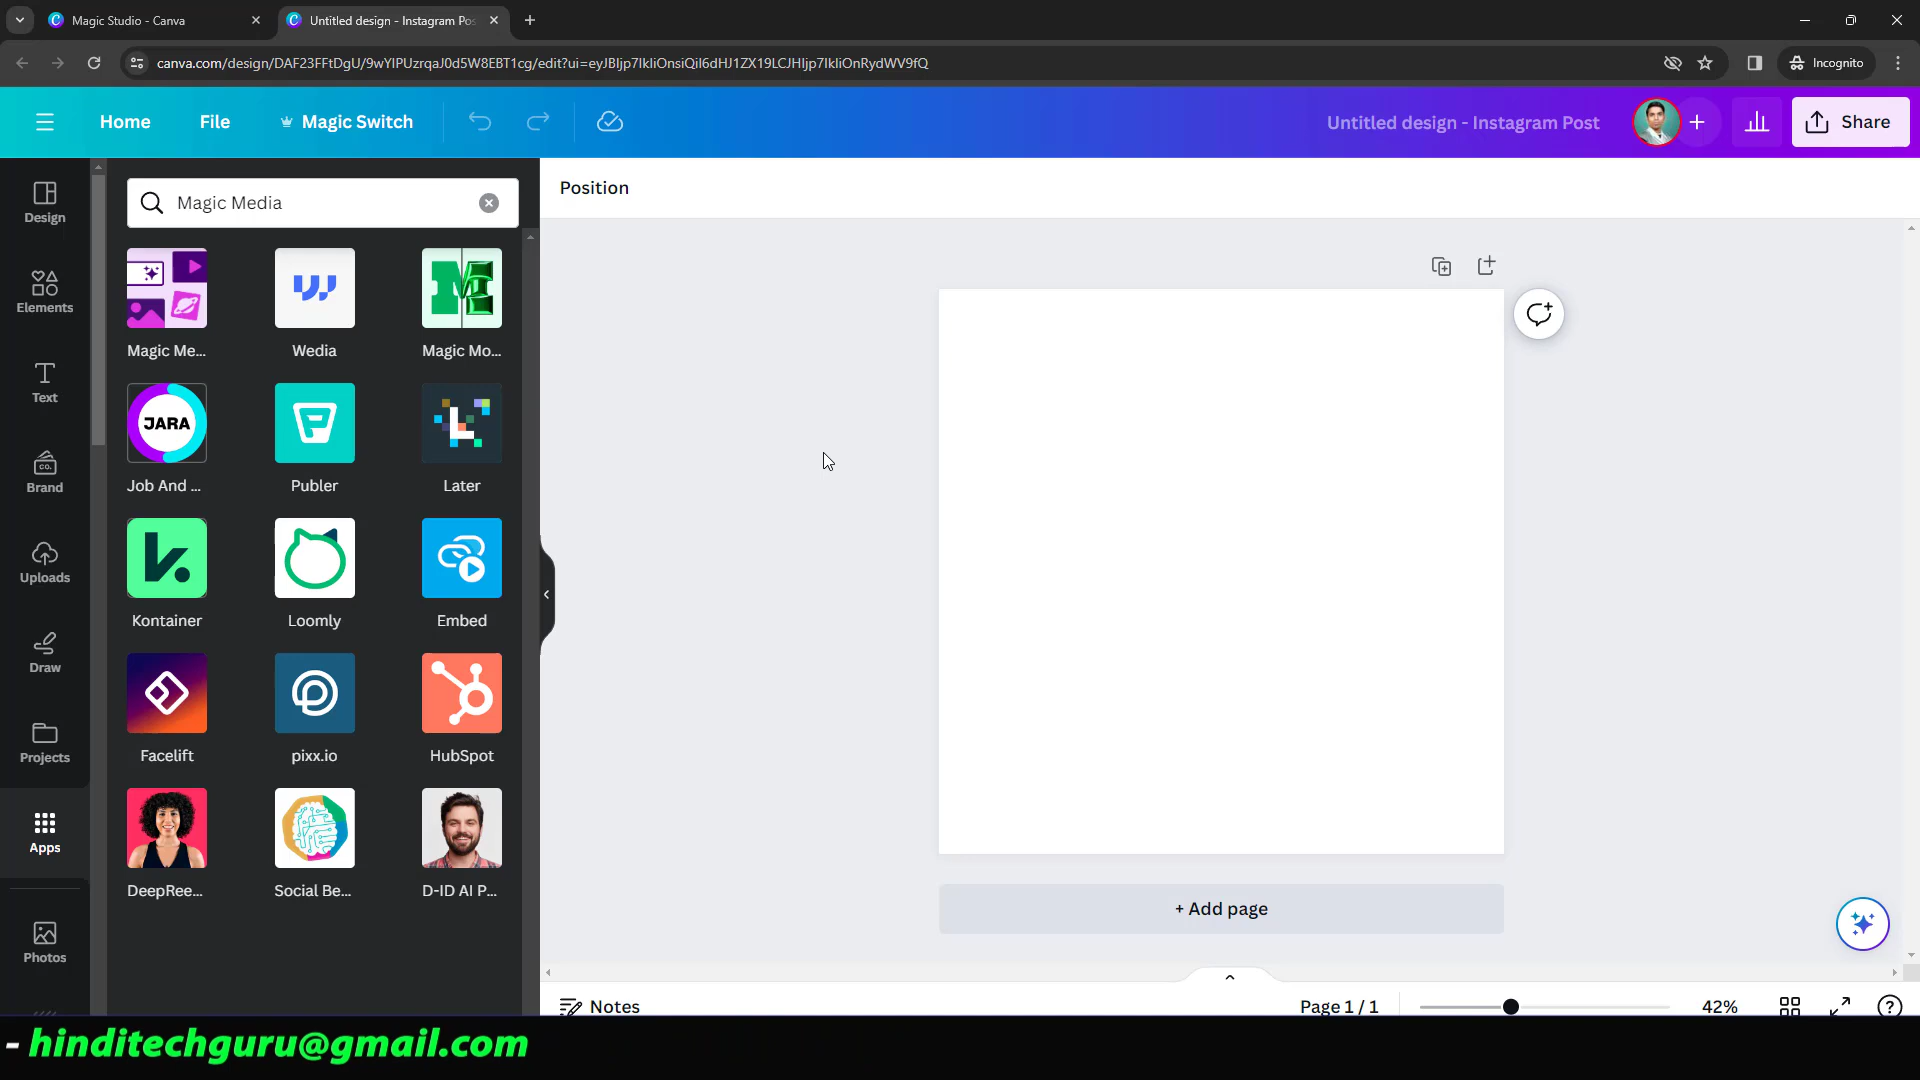 Magic Studio - Canva
Untitled design - Instagram Pos
canva.com/design/DAF23FFtDgU/9wYIPUzrqaJ0d5W8EBT1cg/edit?ui=eyJBIjp7IkIiOnsiQiI6dHJ1ZX19LCJHIjp7IkIiOnRydWV9fQ
Incognito
Home
File
Magic Switch
Untitled design - Instagram Post
Share
Design
Elements
Text
Brand
CO.
Uploads
Draw
Projects
Apps
Photos
Magic Media
Magic Me...
Wedia
Magic Mo...
JARA
Job And ...
Publer
Later
Kontainer
Loomly
Embed
Facelift
pixx.io
HubSpot
DeepRee...
Social Be...
D-ID AI P...
Position
+ Add page
Notes
Page 1 / 1
42%
- hinditechguru@gmail.com